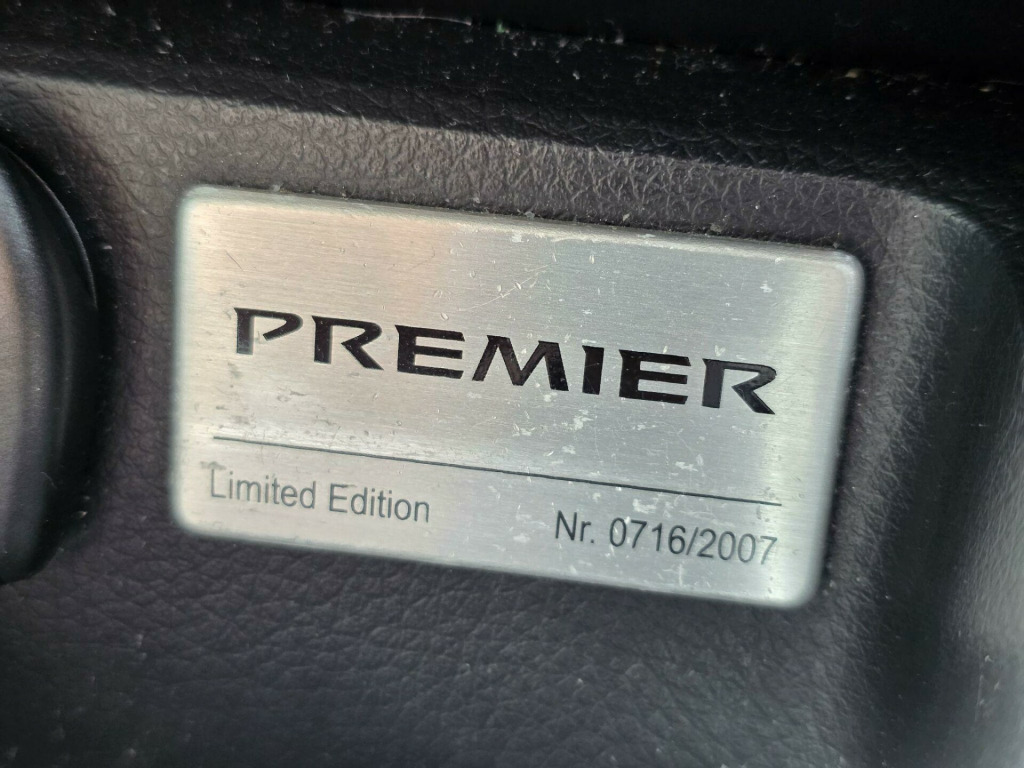 PREMIER
Limited Edition
Nr. 0716/2007